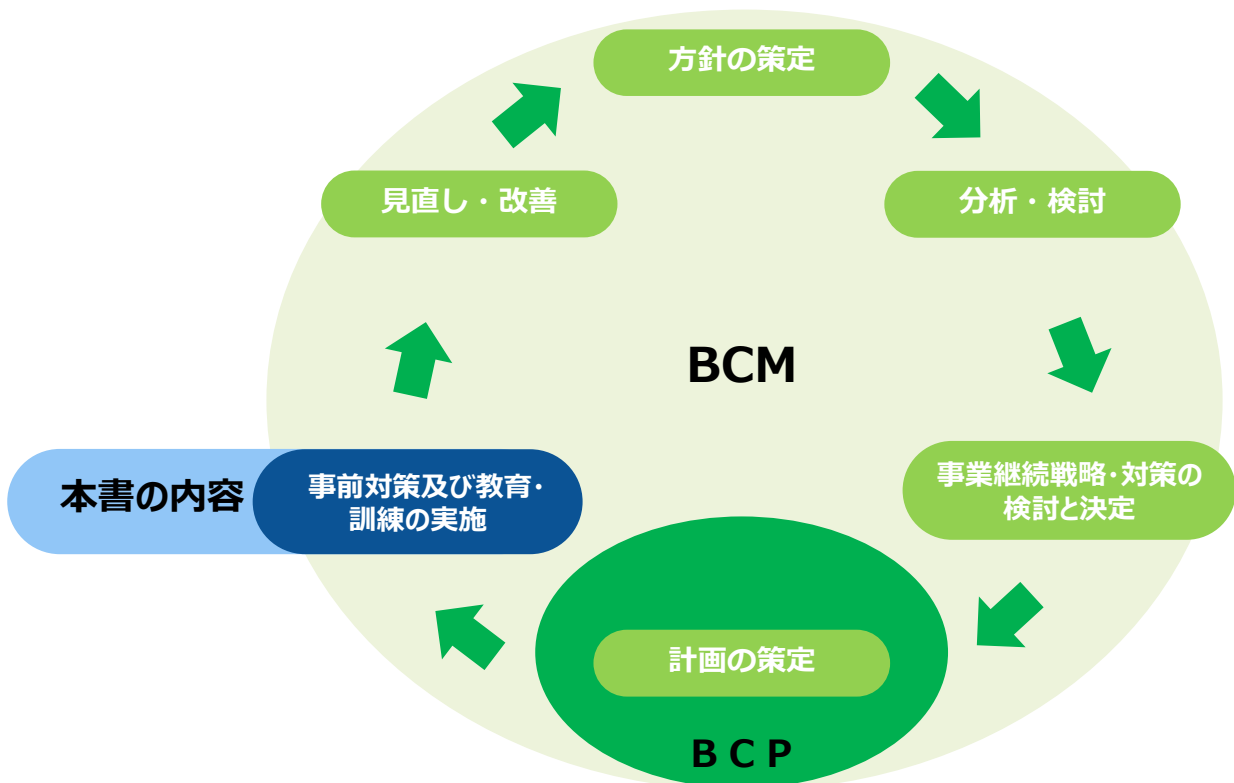 方針の策定
見直し・改善
分析・検討
BCM
本書の内容
事前対策及び教育・
訓練の実施
事業継続戦略・対策の
検討と決定
計画の策定
ＢＣＰ